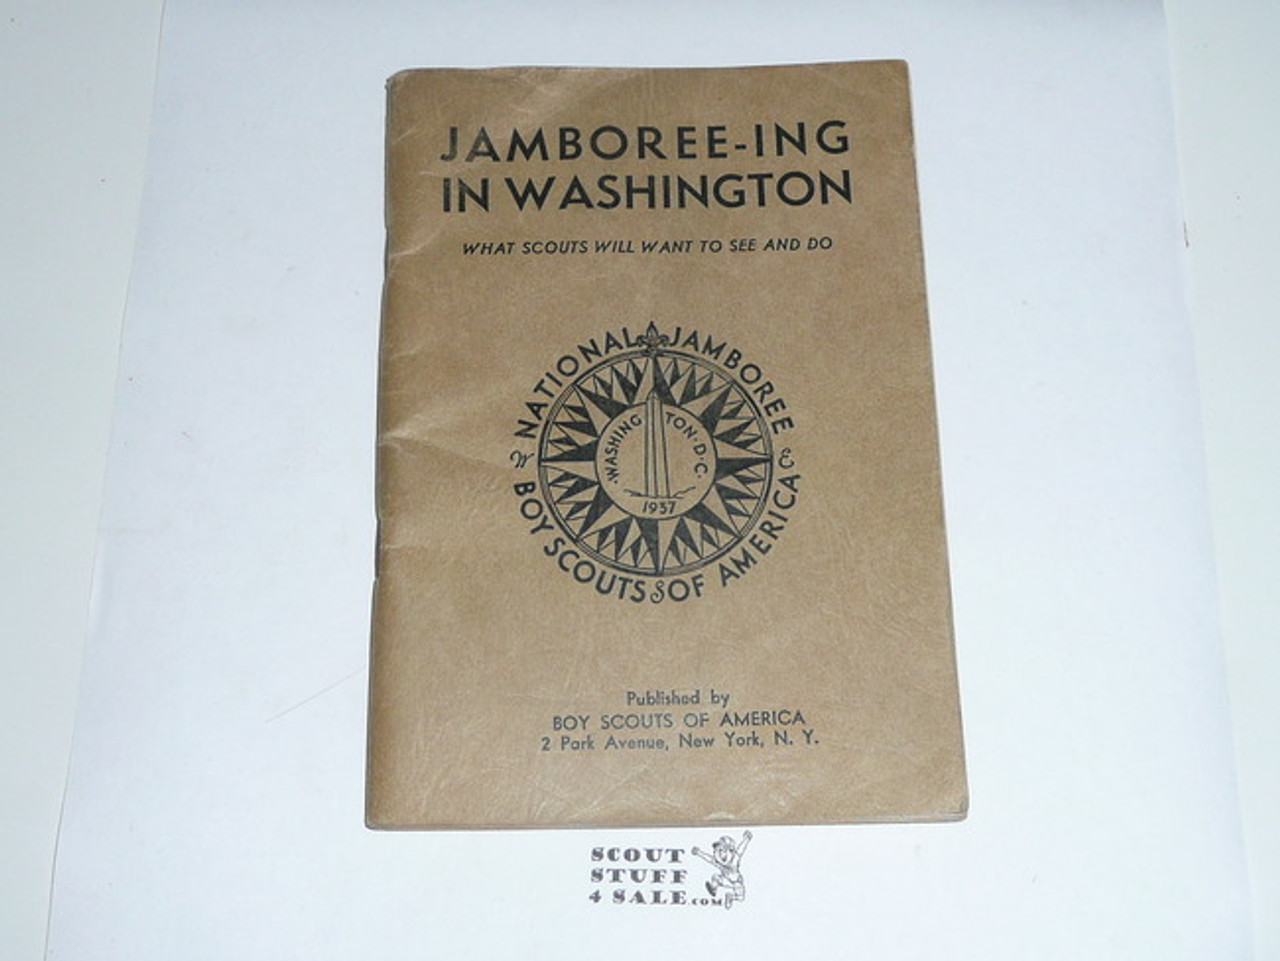 JAMBOREE-ING
IN WASHINGTON
WHAT SCOUTS WILL WANT TO SEE AND DO
NATIONAL JAMBOREE
W E
WASHINGTON·D·C·
1937
S
BOY SCOUTS OF AMERICA
Published by
BOY SCOUTS OF AMERICA
2 Park Avenue, New York, N. Y.
SCOUT
STUFF
4 SALE.COM